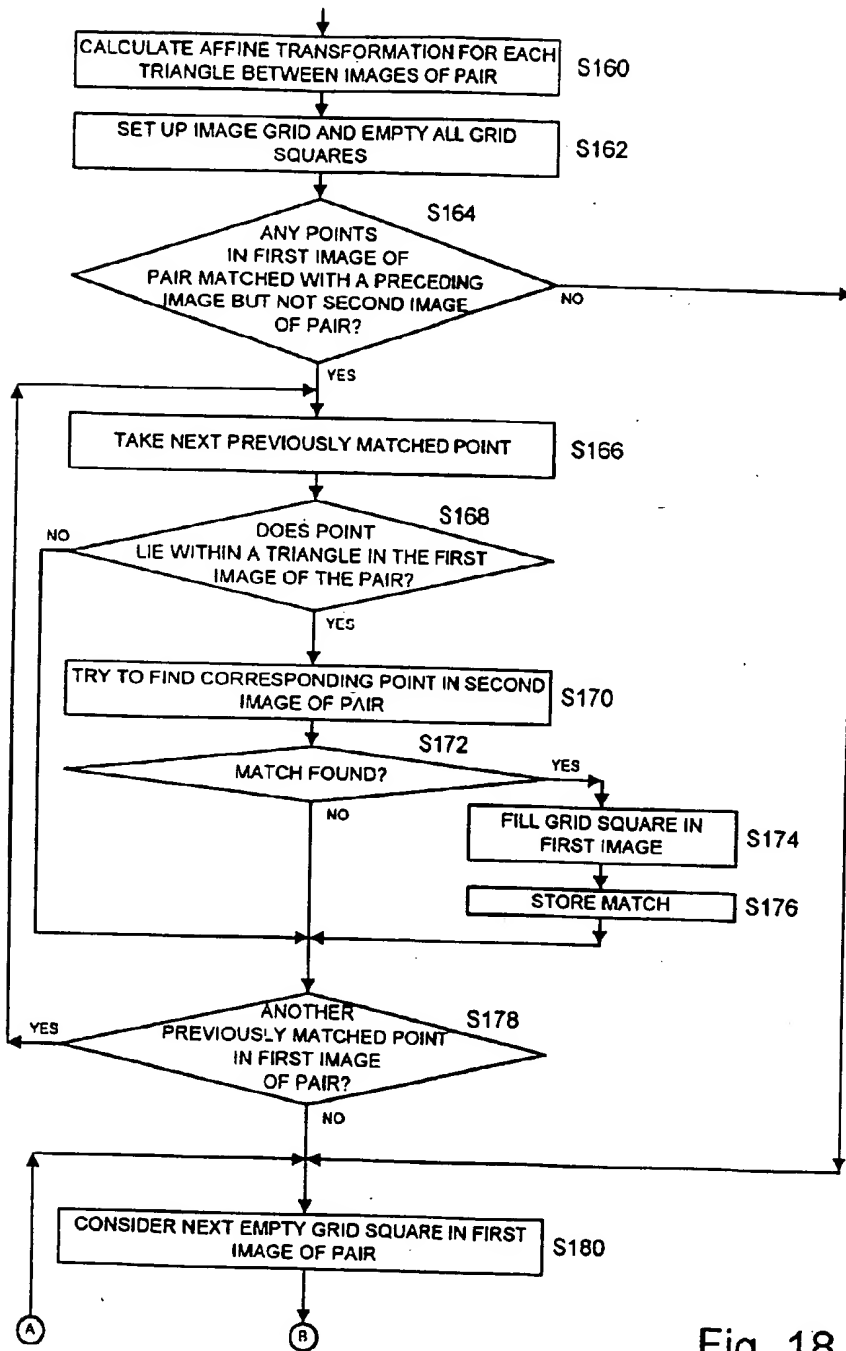 CALCULATE AFFINE TRANSFORMATION FOR EACH
TRIANGLE BETWEEN IMAGES OF PAIR
S160
SET UP IMAGE GRID AND EMPTY ALL GRID
SQUARES
S162
S164
ANY POINTS
IN FIRST IMAGE OF
PAIR MATCHED WITH A PRECEDING
IMAGE BUT NOT SECOND IMAGE
OF PAIR?
NO
YES
TAKE NEXT PREVIOUSLY MATCHED POINT
S166
S168
NO
DOES POINT
LIE WITHIN A TRIANGLE IN THE FIRST
IMAGE OF THE PAIR?
YES
TRY TO FIND CORRESPONDING POINT IN SECOND
IMAGE OF PAIR
S170
S172
MATCH FOUND?
YES
NO
FILL GRID SQUARE IN
FIRST IMAGE
S174
STORE MATCH
S176
S178
YES
ANOTHER
PREVIOUSLY MATCHED POINT
IN FIRST IMAGE
OF PAIR?
NO
CONSIDER NEXT EMPTY GRID SQUARE IN FIRST
IMAGE OF PAIR
S180
A
B
Fig. 18